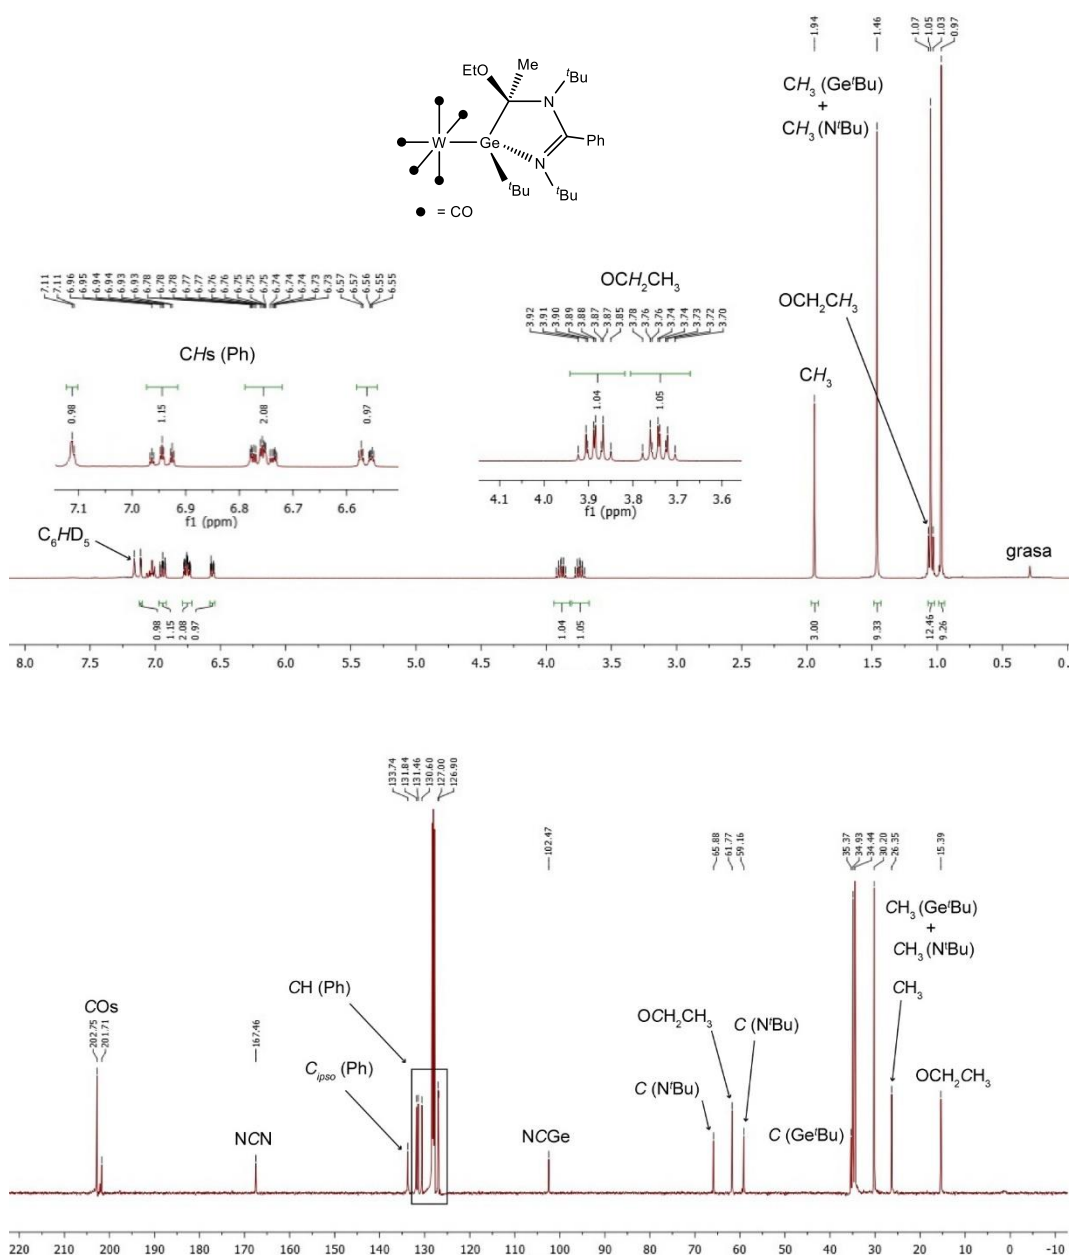 1.94
1.46
1.07
1.05
1.03
0.97
EtO
Me
tBu
N
W
Ge
Ph
N
tBu
tBu
● = CO
CH3 (GetBu)
+
CH3 (NtBu)
7.11
7.11
6.96
6.95
6.94
6.94
6.93
6.93
6.78
6.78
6.78
6.77
6.77
6.76
6.76
6.75
6.75
6.75
6.74
6.74
6.74
6.73
6.73
6.57
6.57
6.56
6.55
6.55
CHs (Ph)
0.98
1.15
2.08
0.97
7.1 7.0 6.9 6.8 6.7 6.6
f1 (ppm)
OCH2CH3
3.92
3.91
3.90
3.89
3.88
3.87
3.87
3.85
3.78
3.76
3.76
3.74
3.74
3.73
3.72
3.70
1.04
1.05
4.1 4.0 3.9 3.8 3.7 3.6
f1 (ppm)
OCH2CH3
CH3
C6HD5
grasa
0.98
1.15
2.08
0.97
1.04
1.05
3.00
9.33
12.46
9.26
8.0 7.5 7.0 6.5 6.0 5.5 5.0 4.5 4.0 3.5 3.0 2.5 2.0 1.5 1.0 0.5 0.
202.75
201.71
167.46
133.74
131.84
131.46
130.60
127.00
126.90
102.47
65.88
61.77
59.16
35.37
34.93
34.44
30.20
26.35
15.39
COs
NCN
CH (Ph)
Cipso (Ph)
NCGe
OCH2CH3
C (NtBu)
C (NtBu)
C (GetBu)
CH3 (GetBu)
+
CH3 (NtBu)
CH3
OCH2CH3
220 210 200 190 180 170 160 150 140 130 120 110 100 90 80 70 60 50 40 30 20 10 0 -10